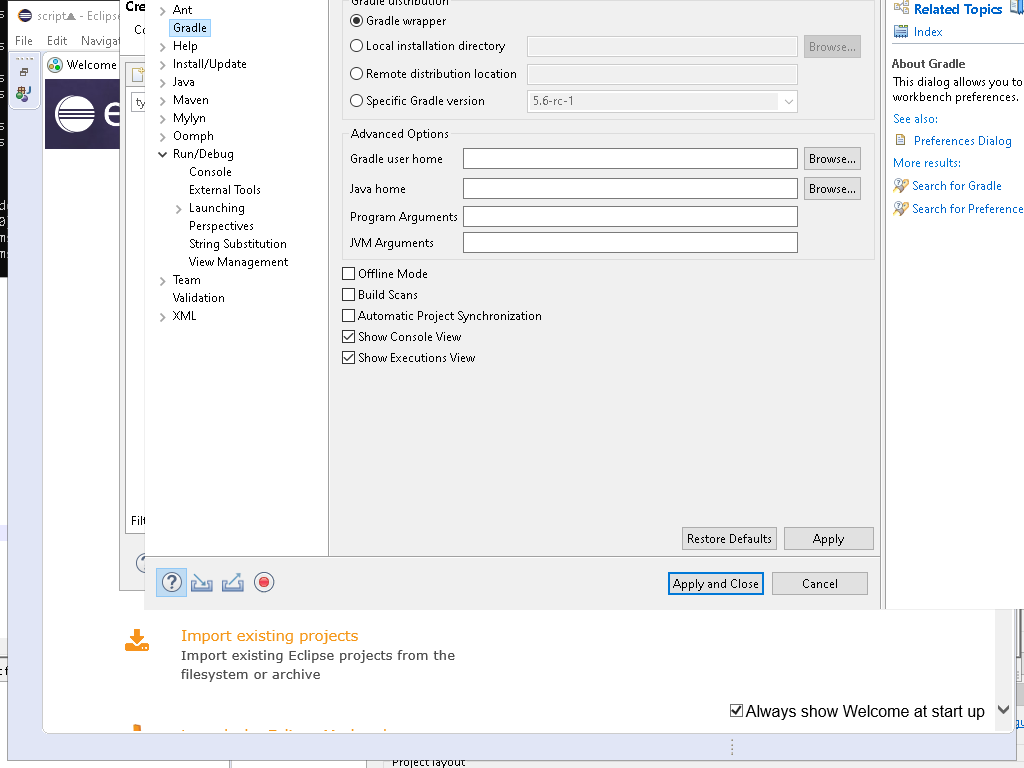 script - Eclipse
File Edit Navigat
Welcome
Cre
Ant
Gradle
Help
Install/Update
Java
Maven
Mylyn
Oomph
Run/Debug
Console
External Tools
Launching
Perspectives
String Substitution
View Management
Team
Validation
XML
ty
Filt
Gradle distribution
Gradle wrapper
Local installation directory
Browse...
Remote distribution location
Specific Gradle version
5.6-rc-1
Advanced Options
Gradle user home
Browse...
Java home
Browse...
Program Arguments
JVM Arguments
Offline Mode
Build Scans
Automatic Project Synchronization
Show Console View
Show Executions View
Restore Defaults
Apply
Apply and Close
Cancel
Related Topics
Index
About Gradle
This dialog allows you to
workbench preferences.
See also:
Preferences Dialog
More results:
Search for Gradle
Search for Preference
Import existing projects
Import existing Eclipse projects from the
filesystem or archive
Always show Welcome at start up
Project layout